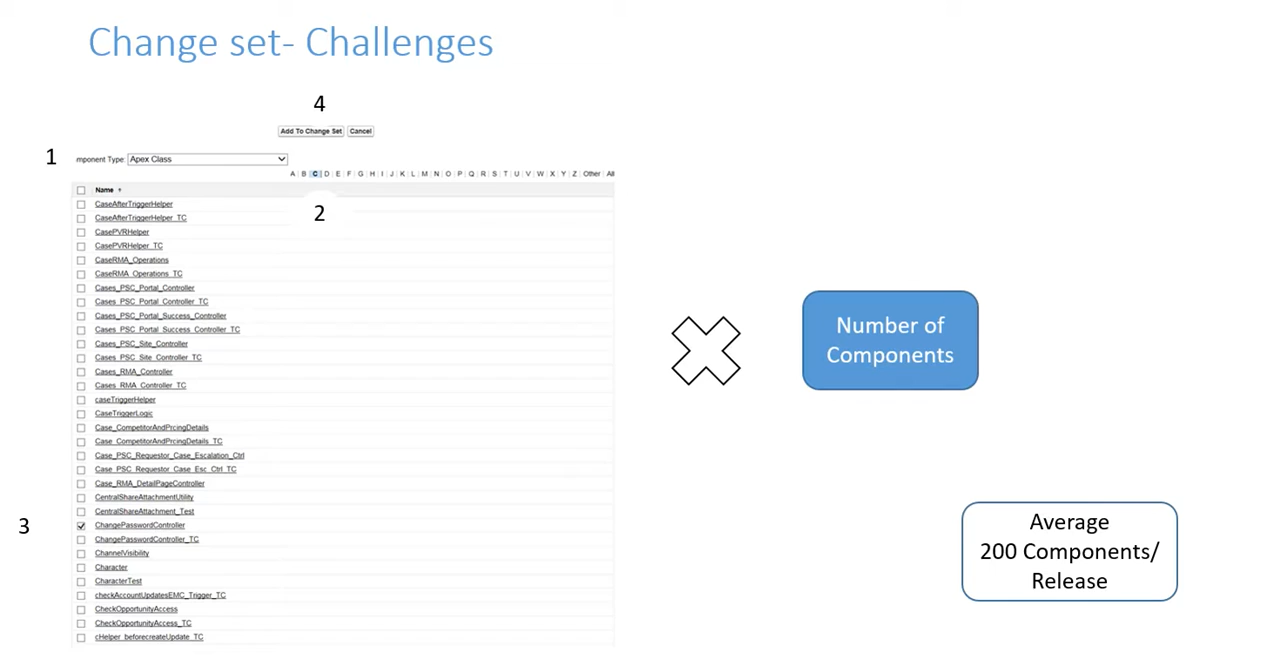 Change set- Challenges
4
Add To Change Set Cancel
1
mponent Type: Apex Class
A | B | C | D | E | F | G | H | I | J | K | L | M | N | O | P | Q | R | S | T | U | V | W | X | Y | Z | Other | All
Name
2
CaseAfterTriggerHelper
CaseAfterTriggerHelper_TC
CasePVRHelper
CasePVRHelper_TC
CaseRMA_Operations
CaseRMA_Operations_TC
Cases_PSC_Portal_Controller
Cases_PSC_Portal_Controller_TC
Cases_PSC_Portal_Success_Controller
Cases_PSC_Portal_Success_Controller_TC
Cases_PSC_Site_Controller
Cases_PSC_Site_Controller_TC
Cases_RMA_Controller
Cases_RMA_Controller_TC
caseTriggerHelper
CaseTriggerLogic
Case_CompetitorAndPrcingDetails
Case_CompetitorAndPrcingDetails_TC
Case_PSC_Requestor_Case_Escalation_Ctrl
Case_PSC_Requestor_Case_Esc_Ctrl_TC
Case_RMA_DetailPageController
CentralShareAttachmentUtility
CentralShareAttachment_Test
3
ChangePasswordController
ChangePasswordController_TC
ChannelVisibility
Character
CharacterTest
checkAccountUpdatesEMC_Trigger_TC
CheckOpportunityAccess
CheckOpportunityAccess_TC
cHelper_beforecreateUpdate_TC
Number of
Components
Average
200 Components/
Release